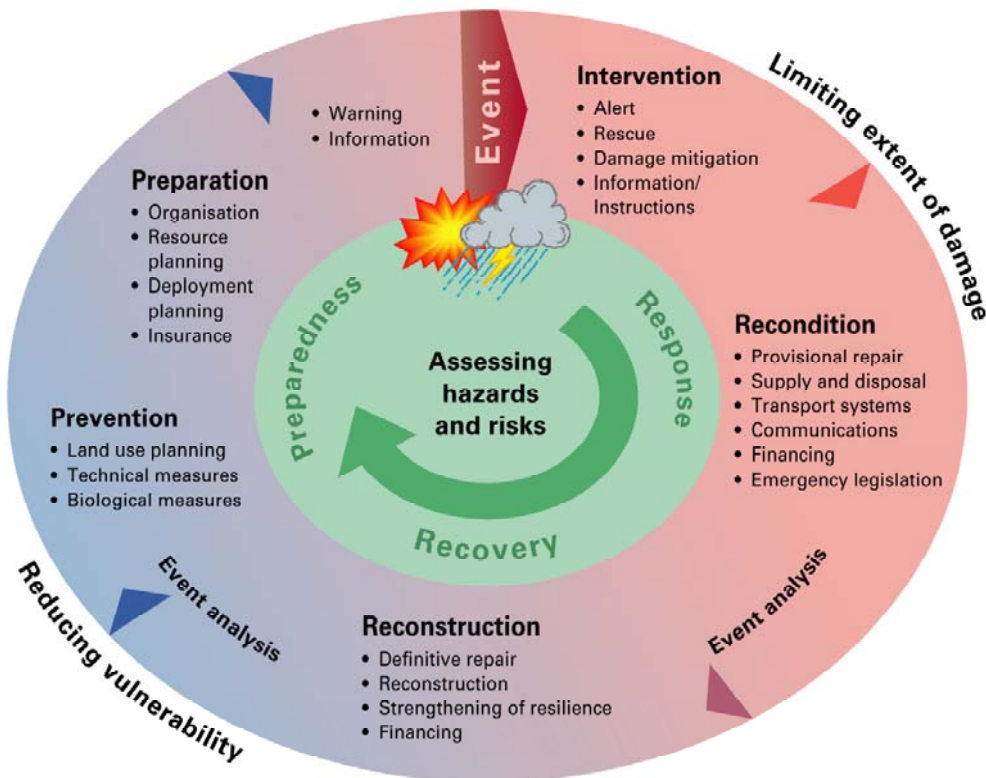 Event
Intervention
• Alert
• Rescue
• Damage mitigation
• Information/
Instructions
Limiting extent of damage
Recondition
• Provisional repair
• Supply and disposal
• Transport systems
• Communications
• Financing
• Emergency legislation
Event analysis
Reconstruction
• Definitive repair
• Reconstruction
• Strengthening of resilience
• Financing
Event analysis
Reducing vulnerability
Prevention
• Land use planning
• Technical measures
• Biological measures
Preparation
• Organisation
• Resource
planning
• Deployment
planning
• Insurance
• Warning
• Information
Preparedness
Response
Recovery
Assessing
hazards
and risks